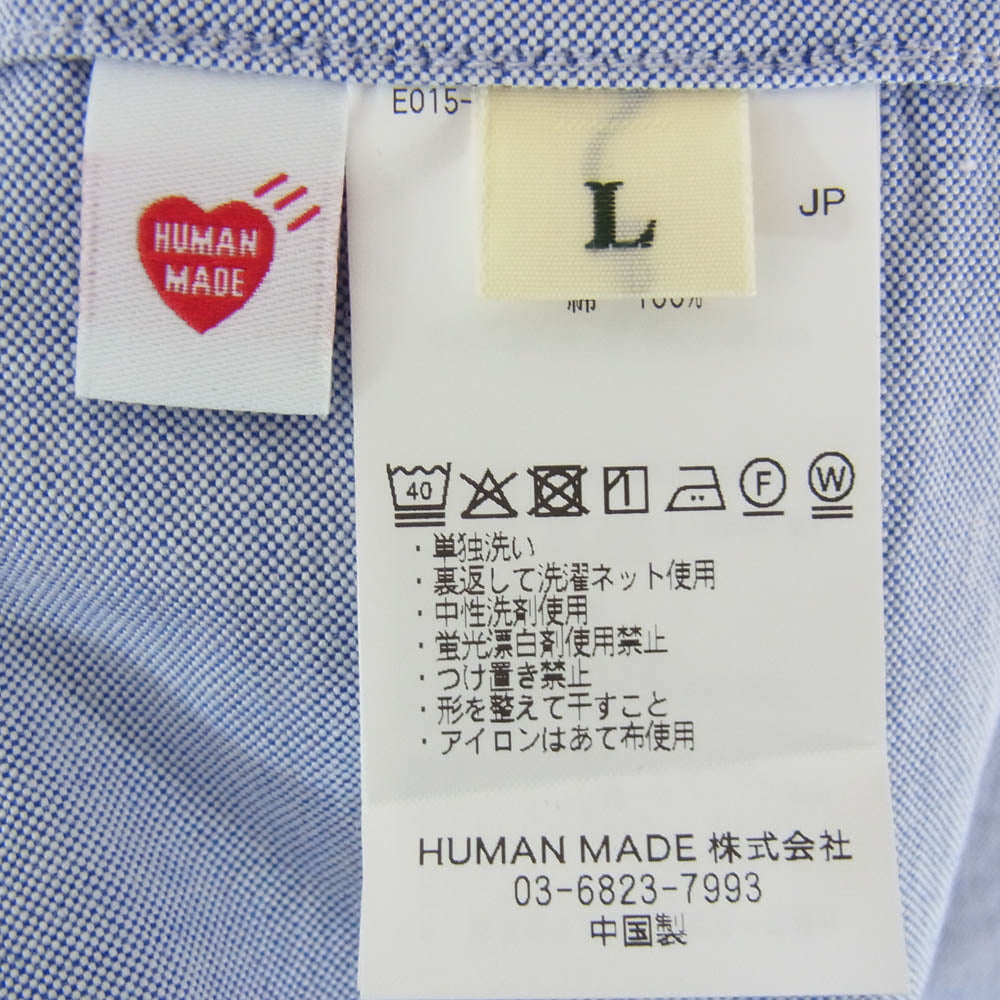 HUMAN
MADE
E015-
L
JP
綿 100%
40
F
W
・単独洗い
・裏返して洗濯ネット使用
・中性洗剤使用
・蛍光漂白剤使用禁止
・つけ置き禁止
・形を整えて干すこと
・アイロンはあて布使用
HUMAN MADE 株式会社
03-6823-7993
中国製